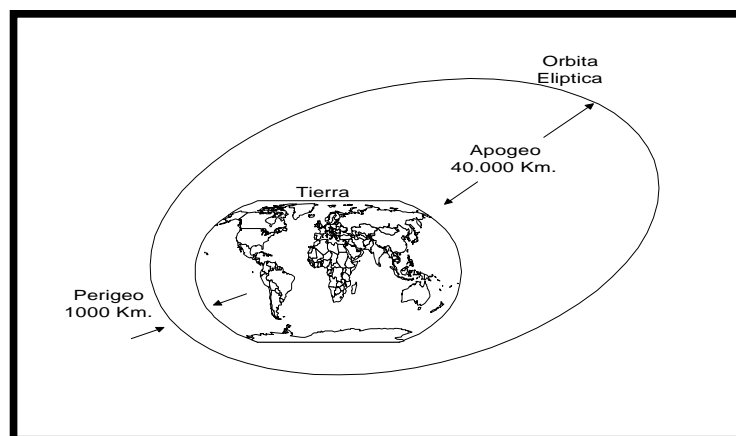 Orbita
Eliptica
Apogeo
40.000 Km.
Tierra
Perigeo
1000 Km.